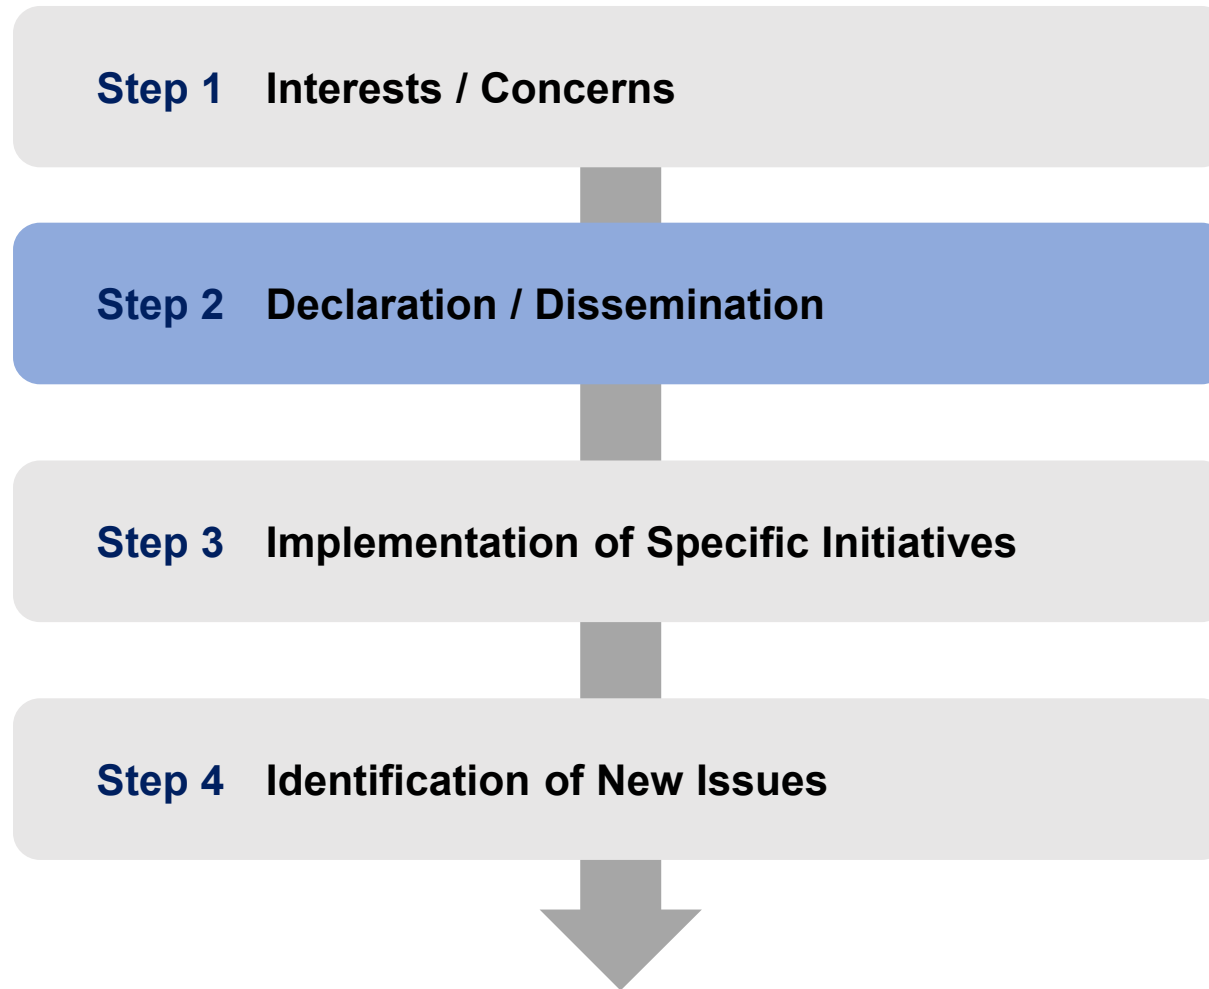 Step 1 Interests / Concerns
Step 2 Declaration / Dissemination
Step 3 Implementation of Specific Initiatives
Step 4 Identification of New Issues